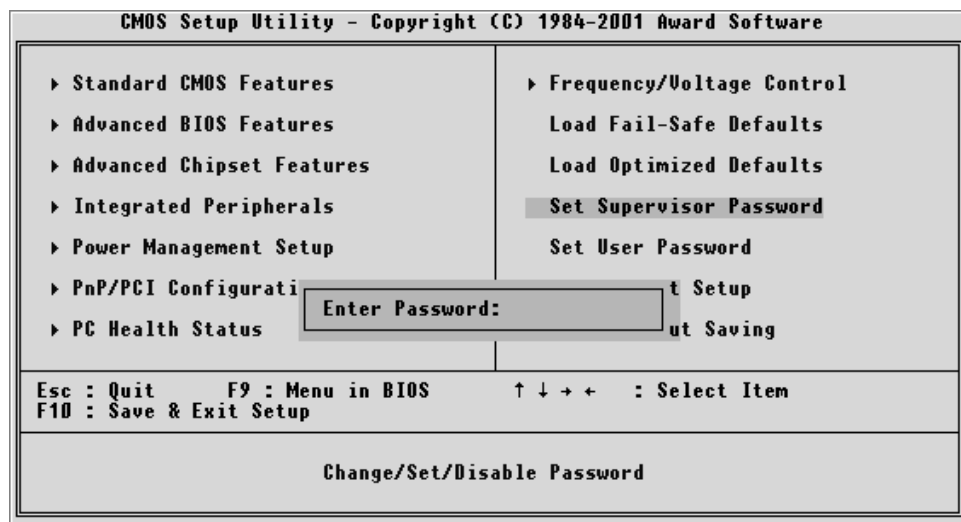 CMOS Setup Utility - Copyright (C) 1984-2001 Award Software
Standard CMOS Features
Advanced BIOS Features
Advanced Chipset Features
Integrated Peripherals
Power Management Setup
PnP/PCI Configurati
PC Health Status
Frequency/Voltage Control
Load Fail-Safe Defaults
Load Optimized Defaults
Set Supervisor Password
Set User Password
t Setup
ut Saving
Enter Password:
Esc : Quit F9 : Menu in BIOS ↑ ↓ → ← : Select Item
F10 : Save & Exit Setup
Change/Set/Disable Password